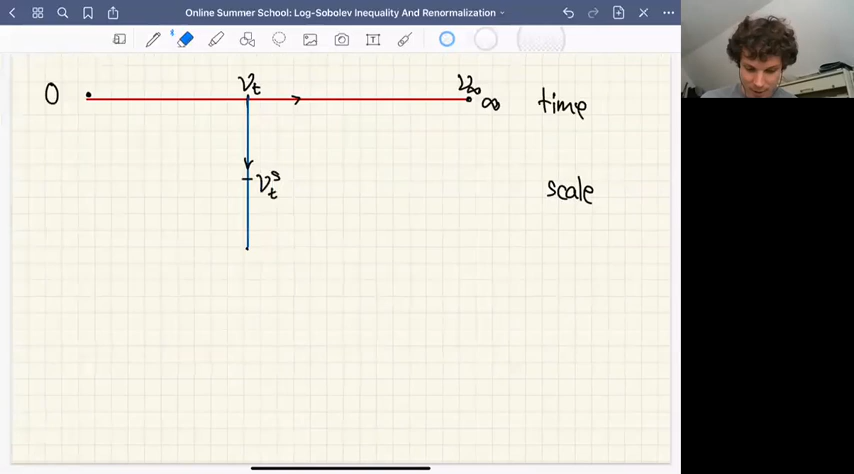 Online Summer School: Log-Sobolev Inequality And Renormalization
0 ν_t ν_∞ ∞ time
ν_t^s scale